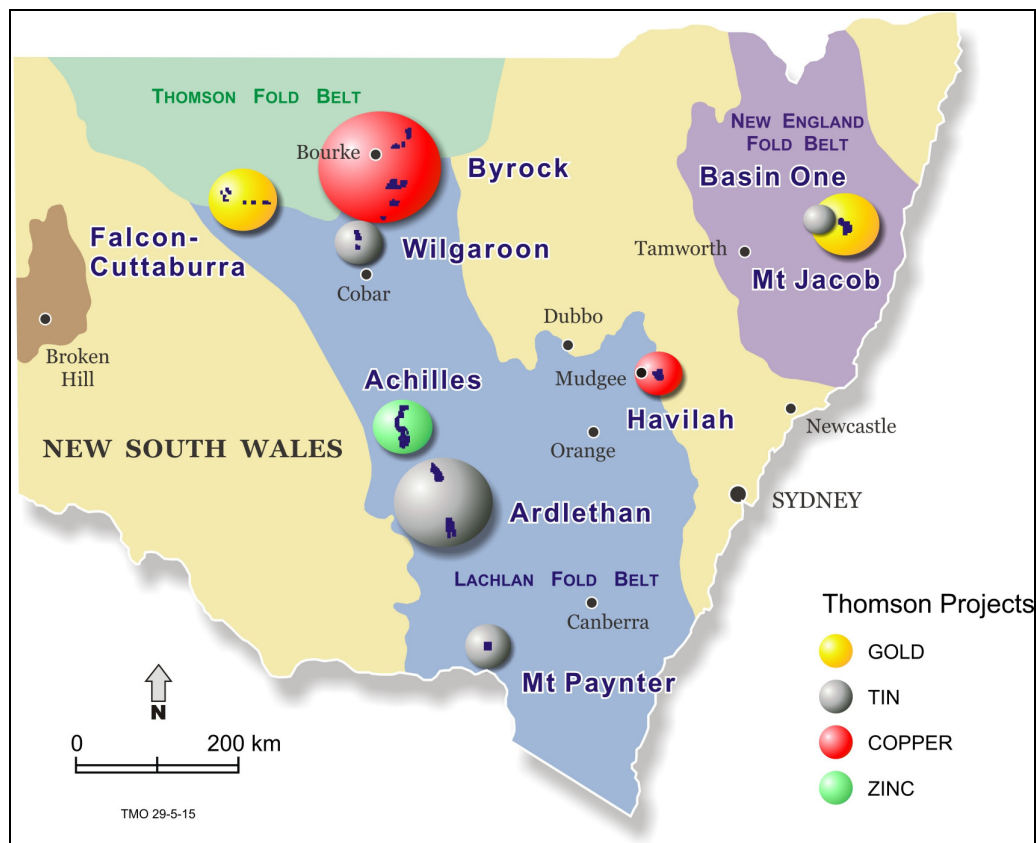 THOMSON FOLD BELT
NEW ENGLAND
FOLD BELT
Bourke
Byrock
Basin One
Falcon-
Cuttaburra
Wilgaroon
Tamworth
Mt Jacob
Cobar
Dubbo
Broken
Hill
Achilles
Mudgee
Havilah
Newcastle
NEW SOUTH WALES
Orange
SYDNEY
Ardlethan
LACHLAN FOLD BELT
Canberra
Mt Paynter
Thomson Projects
GOLD
TIN
COPPER
ZINC
N
0 200 km
TMO 29-5-15